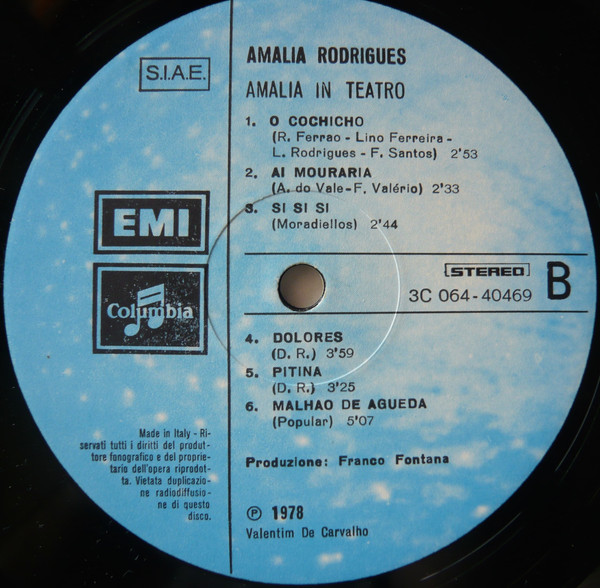 S.I.A.E.
AMALIA RODRIGUES
AMALIA IN TEATRO
1. O COCHICHO
(R. Ferrao - Lino Ferreira -
L. Rodrigues - F. Santos) 2'53
2. AI MOURARIA
(A. do Vale-F. Valério) 2'33
3. SI SI SI
(Moradiellos) 2'44
EMI
Columbia
STEREO
3C 064-40469
B
4. DOLORES
(D. R.) 3'59
5. PITINA
(D. R.) 3'25
6. MALHAO DE AGUEDA
(Popular) 5'07
Produzione: Franco Fontana
Made in Italy - Ri-
servati tutti i diritti del produt-
tore fonografico e del proprie-
tario dell'opera riprodot-
ta. Vietata duplicazio-
ne radiodiffusio-
ne di questo
disco.
℗ 1978
Valentim De Carvalho